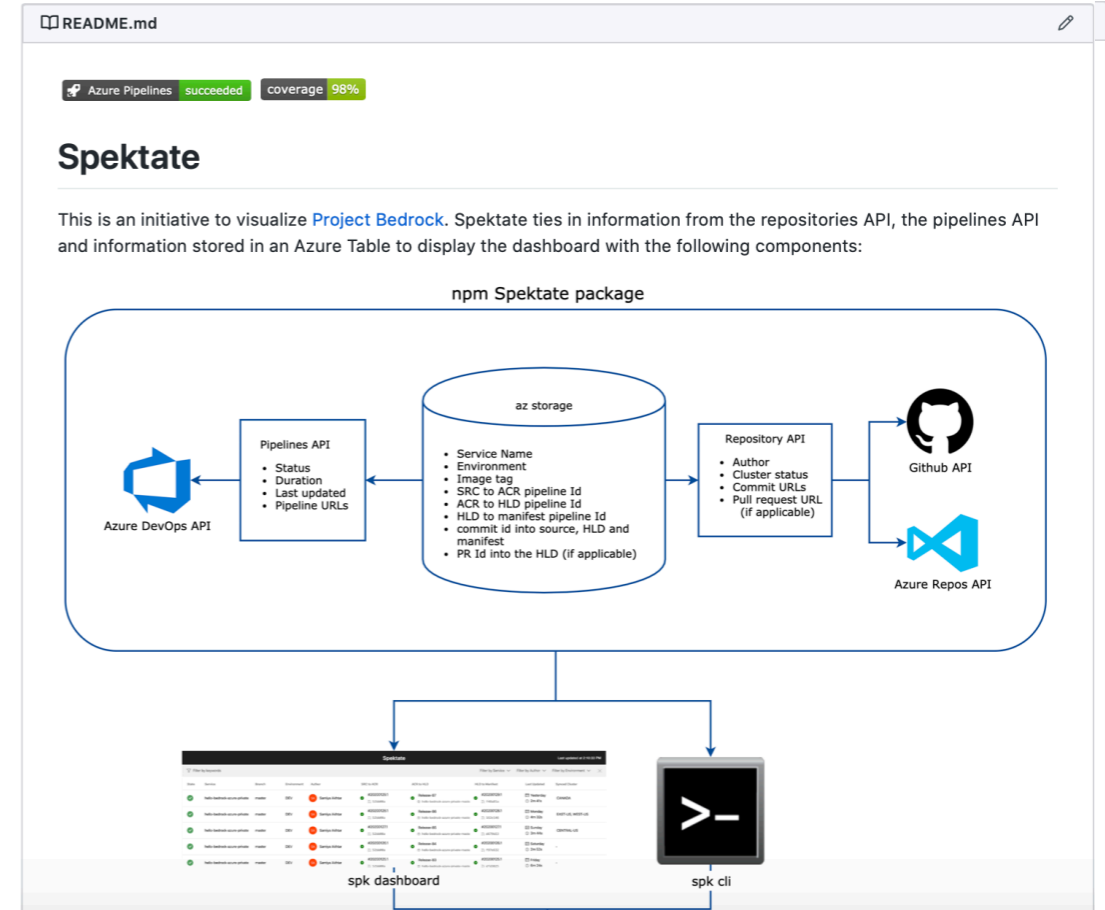 README.md
Azure Pipelines succeeded coverage 98%
Spektate
This is an initiative to visualize Project Bedrock. Spektate ties in information from the repositories API, the pipelines API
and information stored in an Azure Table to display the dashboard with the following components:
npm Spektate package
az storage
Pipelines API
• Status
• Duration
• Last updated
• Pipeline URLs
Azure DevOps API
• Service Name
• Environment
• Image tag
• SRC to ACR pipeline Id
• ACR to HLD pipeline Id
• HLD to manifest pipeline Id
• commit id into source, HLD and
manifest
• PR Id into the HLD (if applicable)
Repository API
• Author
• Cluster status
• Commit URLs
• Pull request URL
(if applicable)
Github API
Azure Repos API
Spektate
>_
spk dashboard
spk cli